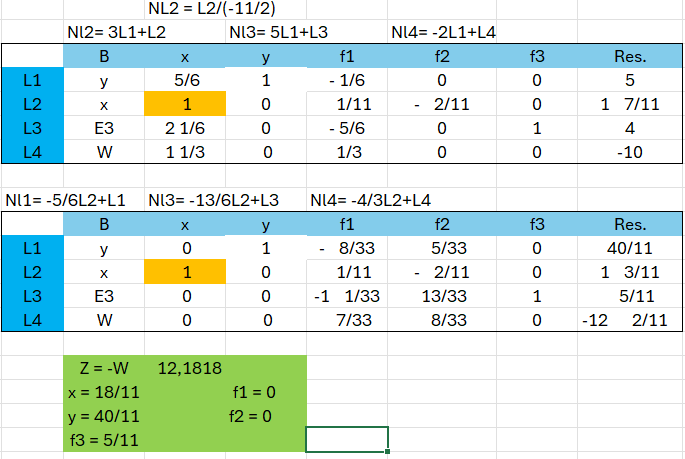 NL2 = L2/(-11/2)
Nl2= 3L1+L2 Nl3= 5L1+L3 Nl4= -2L1+L4
B x y f1 f2 f3 Res.
L1 y 5/6 1 - 1/6 0 0 5
L2 x 1 0 1/11 - 2/11 0 1 7/11
L3 E3 2 1/6 0 - 5/6 0 1 4
L4 W 1 1/3 0 1/3 0 0 -10
Nl1= -5/6L2+L1 Nl3= -13/6L2+L3 Nl4= -4/3L2+L4
B x y f1 f2 f3 Res.
L1 y 0 1 - 8/33 5/33 0 40/11
L2 x 1 0 1/11 - 2/11 0 1 3/11
L3 E3 0 0 -1 1/33 13/33 1 5/11
L4 W 0 0 7/33 8/33 0 -12 2/11
Z = -W 12,1818
x = 18/11 f1 = 0
y = 40/11 f2 = 0
f3 = 5/11